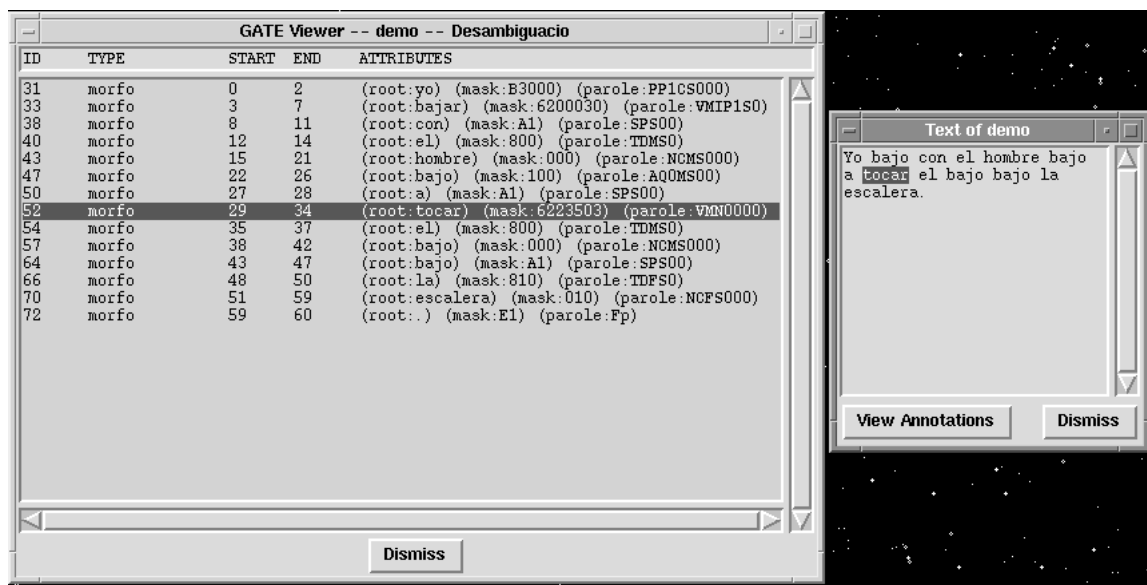 GATE Viewer -- demo -- Desambiguacio
ID TYPE START END ATTRIBUTES
31 morfo 0 2 (root:yo) (mask:B3000) (parole:PP1CS000)
33 morfo 3 7 (root:bajar) (mask:6200030) (parole:VMIP1S0)
38 morfo 8 11 (root:con) (mask:A1) (parole:SPS00)
40 morfo 12 14 (root:el) (mask:800) (parole:TDMS0)
43 morfo 15 21 (root:hombre) (mask:000) (parole:NCMS000)
47 morfo 22 26 (root:bajo) (mask:100) (parole:AQ0MS00)
50 morfo 27 28 (root:a) (mask:A1) (parole:SPS00)
52 morfo 29 34 (root:tocar) (mask:6223503) (parole:VMN0000)
54 morfo 35 37 (root:el) (mask:800) (parole:TDMS0)
57 morfo 38 42 (root:bajo) (mask:000) (parole:NCMS000)
64 morfo 43 47 (root:bajo) (mask:A1) (parole:SPS00)
66 morfo 48 50 (root:la) (mask:810) (parole:TDFS0)
70 morfo 51 59 (root:escalera) (mask:010) (parole:NCFS000)
72 morfo 59 60 (root:.) (mask:E1) (parole:Fp)
Dismiss
Text of demo
Yo bajo con el hombre bajo
a tocar el bajo bajo la
escalera.
View Annotations Dismiss